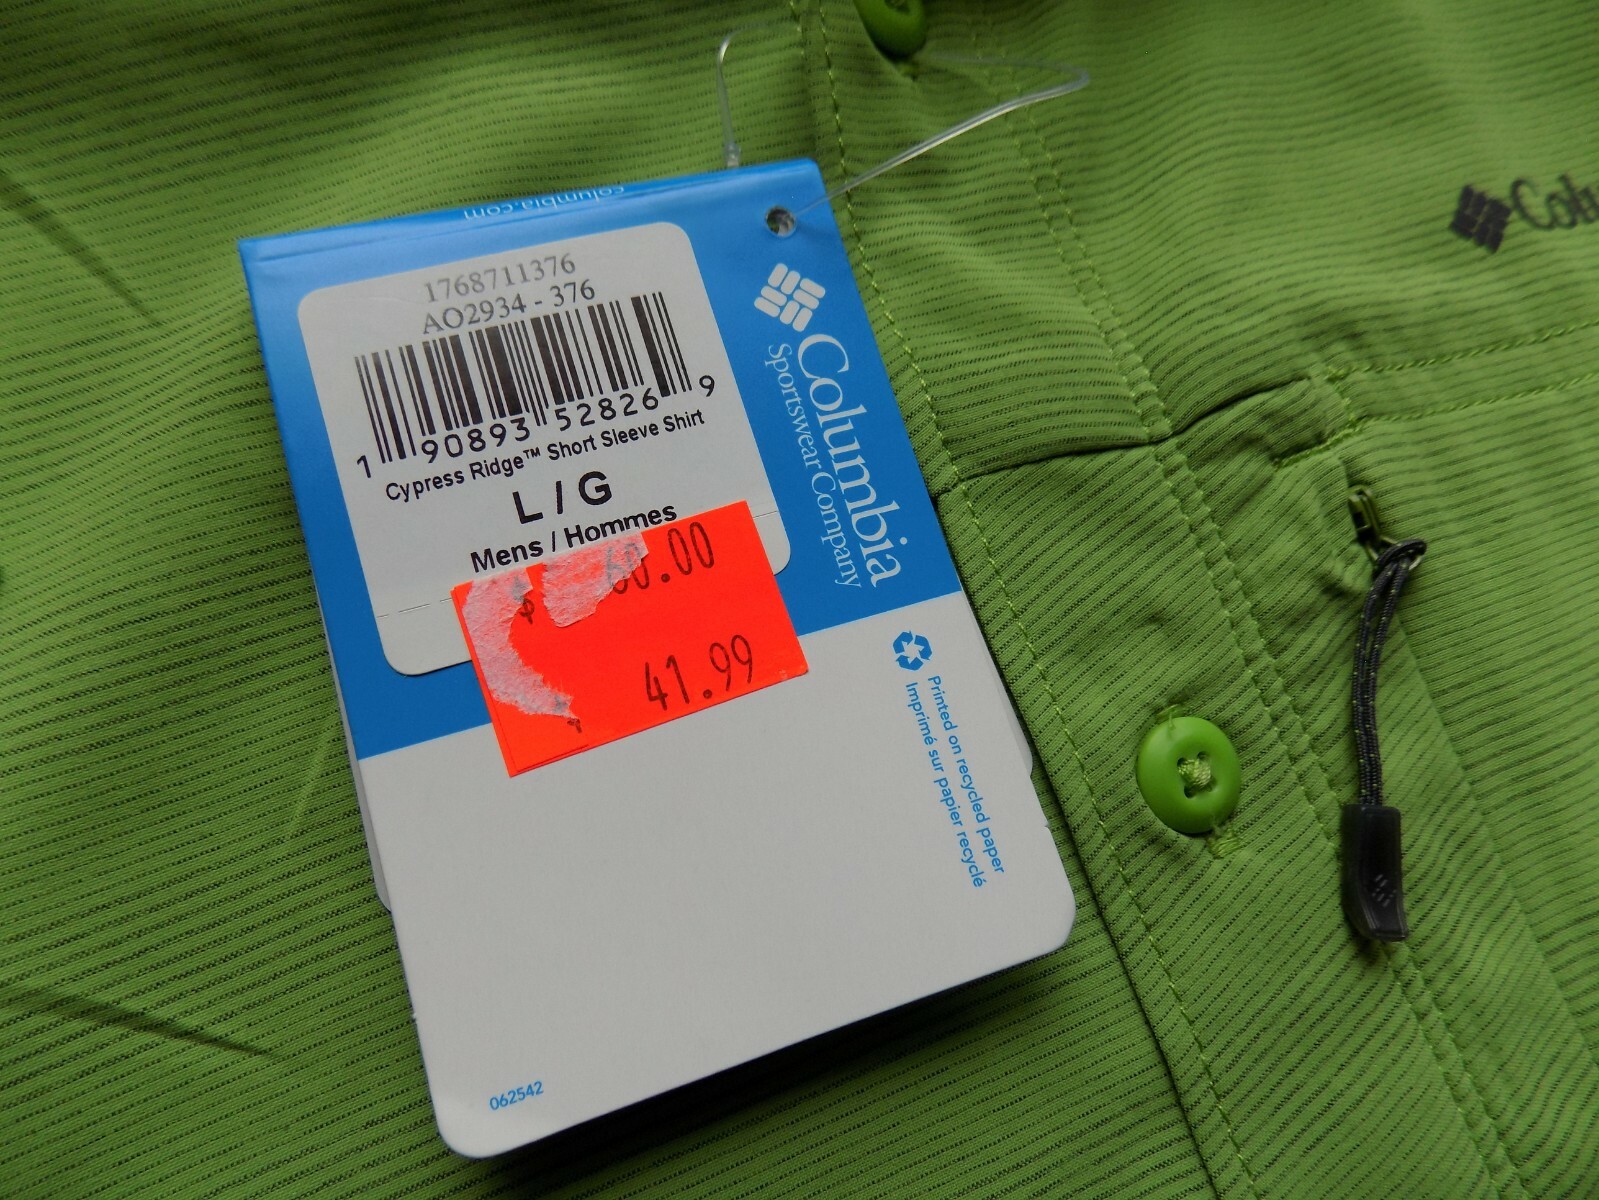 columbia.com
1768711376
AO2934 - 376
1 90893 52826 9
Cypress Ridge™ Short Sleeve Shirt
L / G
Mens / Hommes
$ 60.00
41.99
Columbia
Sportswear Company
Printed on recycled paper
Imprimé sur papier recyclé
062542